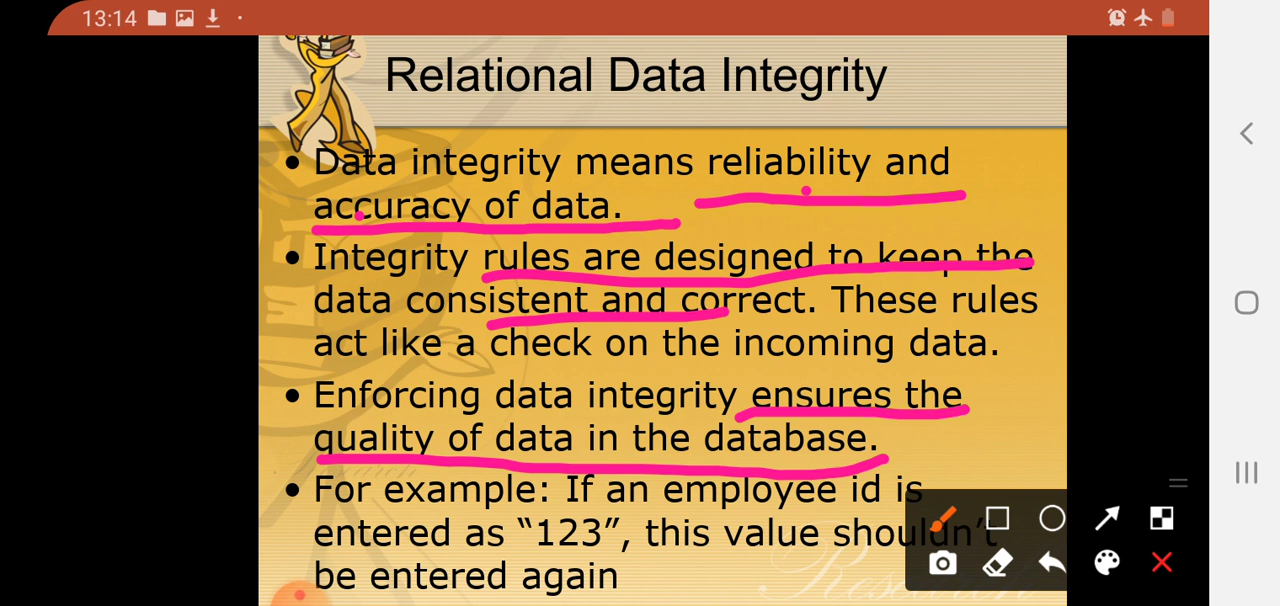 13:14
Relational Data Integrity
• Data integrity means reliability and
accuracy of data.
• Integrity rules are designed to keep the
data consistent and correct. These rules
act like a check on the incoming data.
• Enforcing data integrity ensures the
quality of data in the database.
• For example: If an employee id is
entered as “123”, this value shouldn’t
be entered again
Research